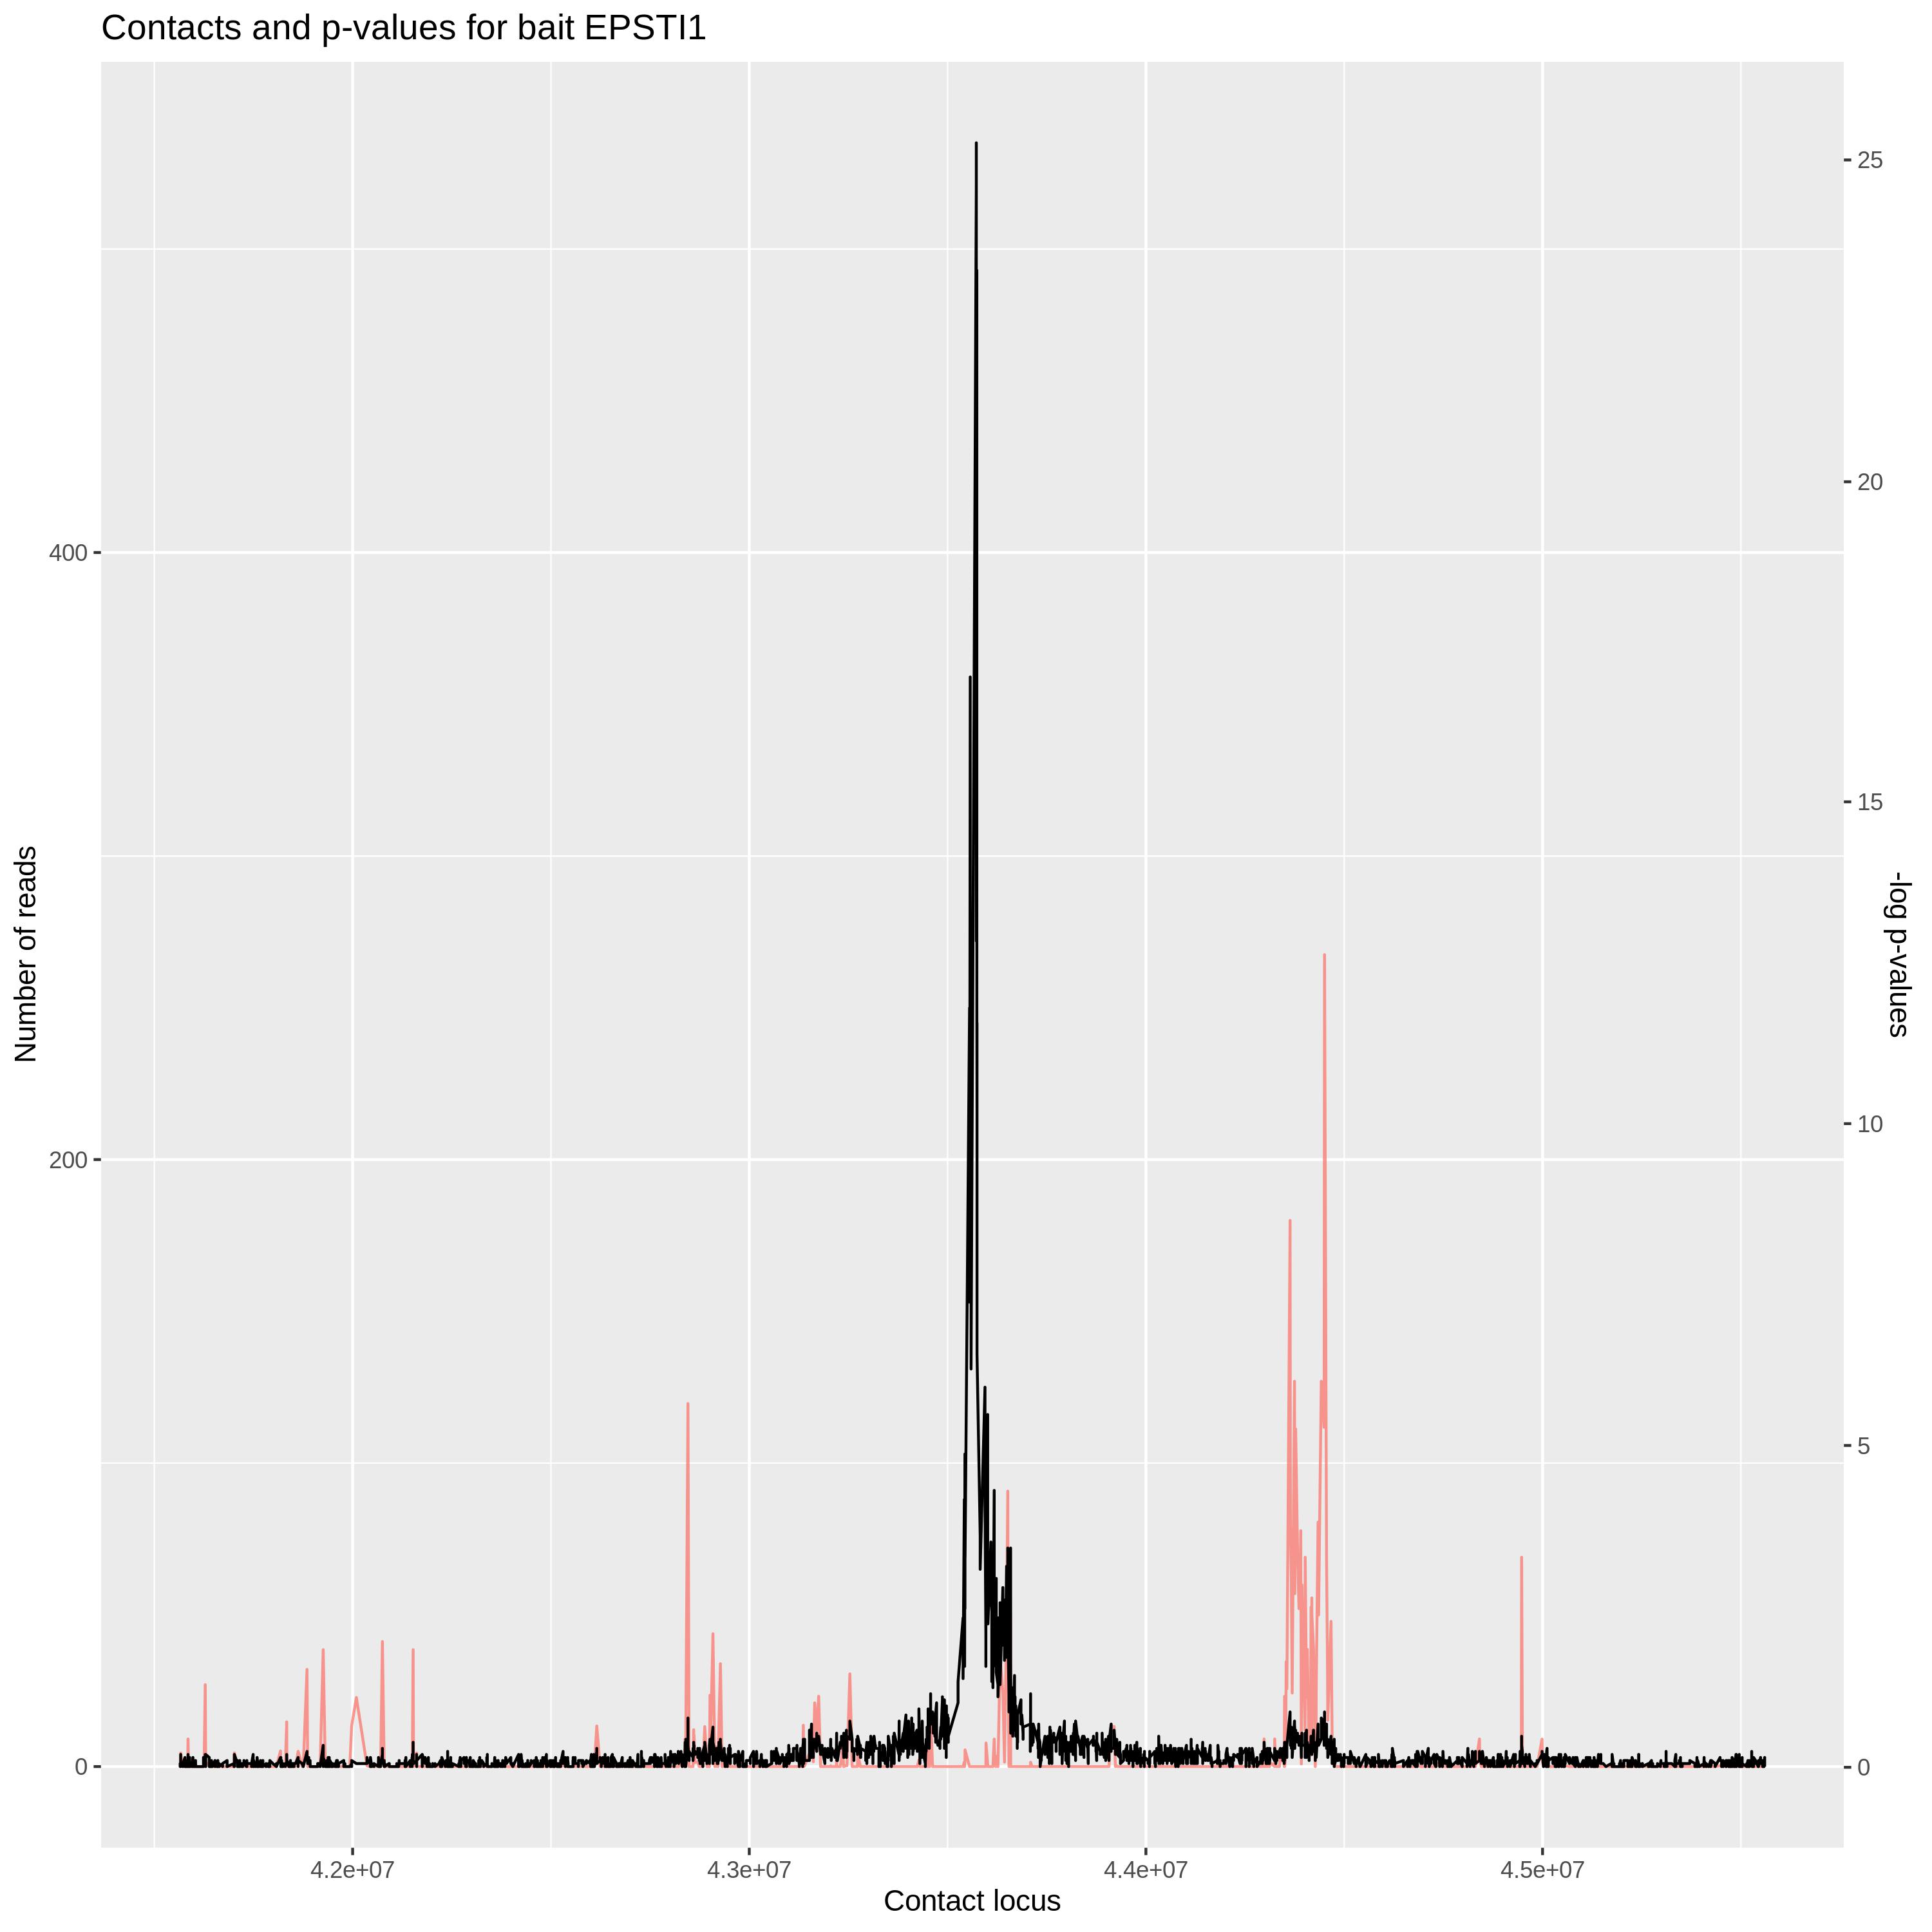 Contacts and p-values for bait EPSTI1
Number of reads
400
200
0
25
20
15
10
5
0
-log p-values
4.2e+07
4.3e+07
4.4e+07
4.5e+07
Contact locus